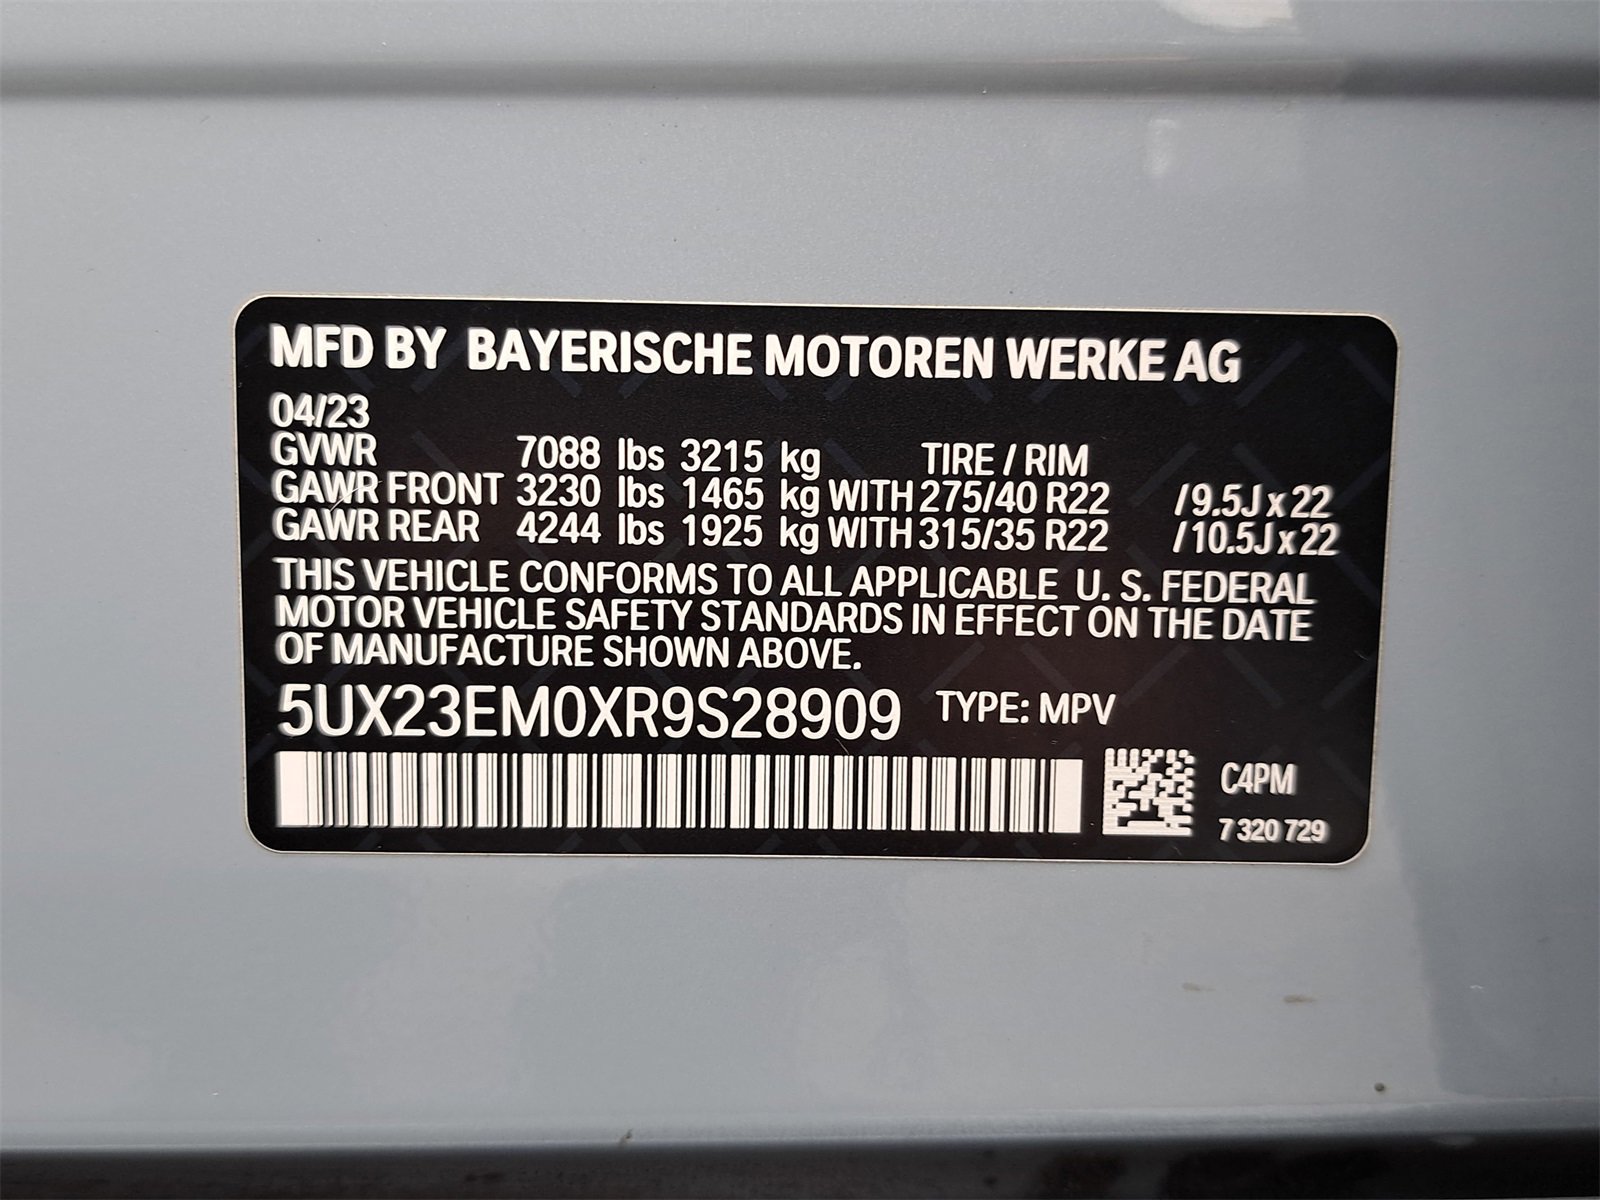 MFD BY BAYERISCHE MOTOREN WERKE AG
04/23
GVWR 7088 lbs 3215 kg TIRE / RIM
GAWR FRONT 3230 lbs 1465 kg WITH 275/40 R22 /9.5J x 22
GAWR REAR 4244 lbs 1925 kg WITH 315/35 R22 /10.5J x 22
THIS VEHICLE CONFORMS TO ALL APPLICABLE U. S. FEDERAL
MOTOR VEHICLE SAFETY STANDARDS IN EFFECT ON THE DATE
OF MANUFACTURE SHOWN ABOVE.
5UX23EM0XR9S28909 TYPE: MPV
C4PM
7 320 729